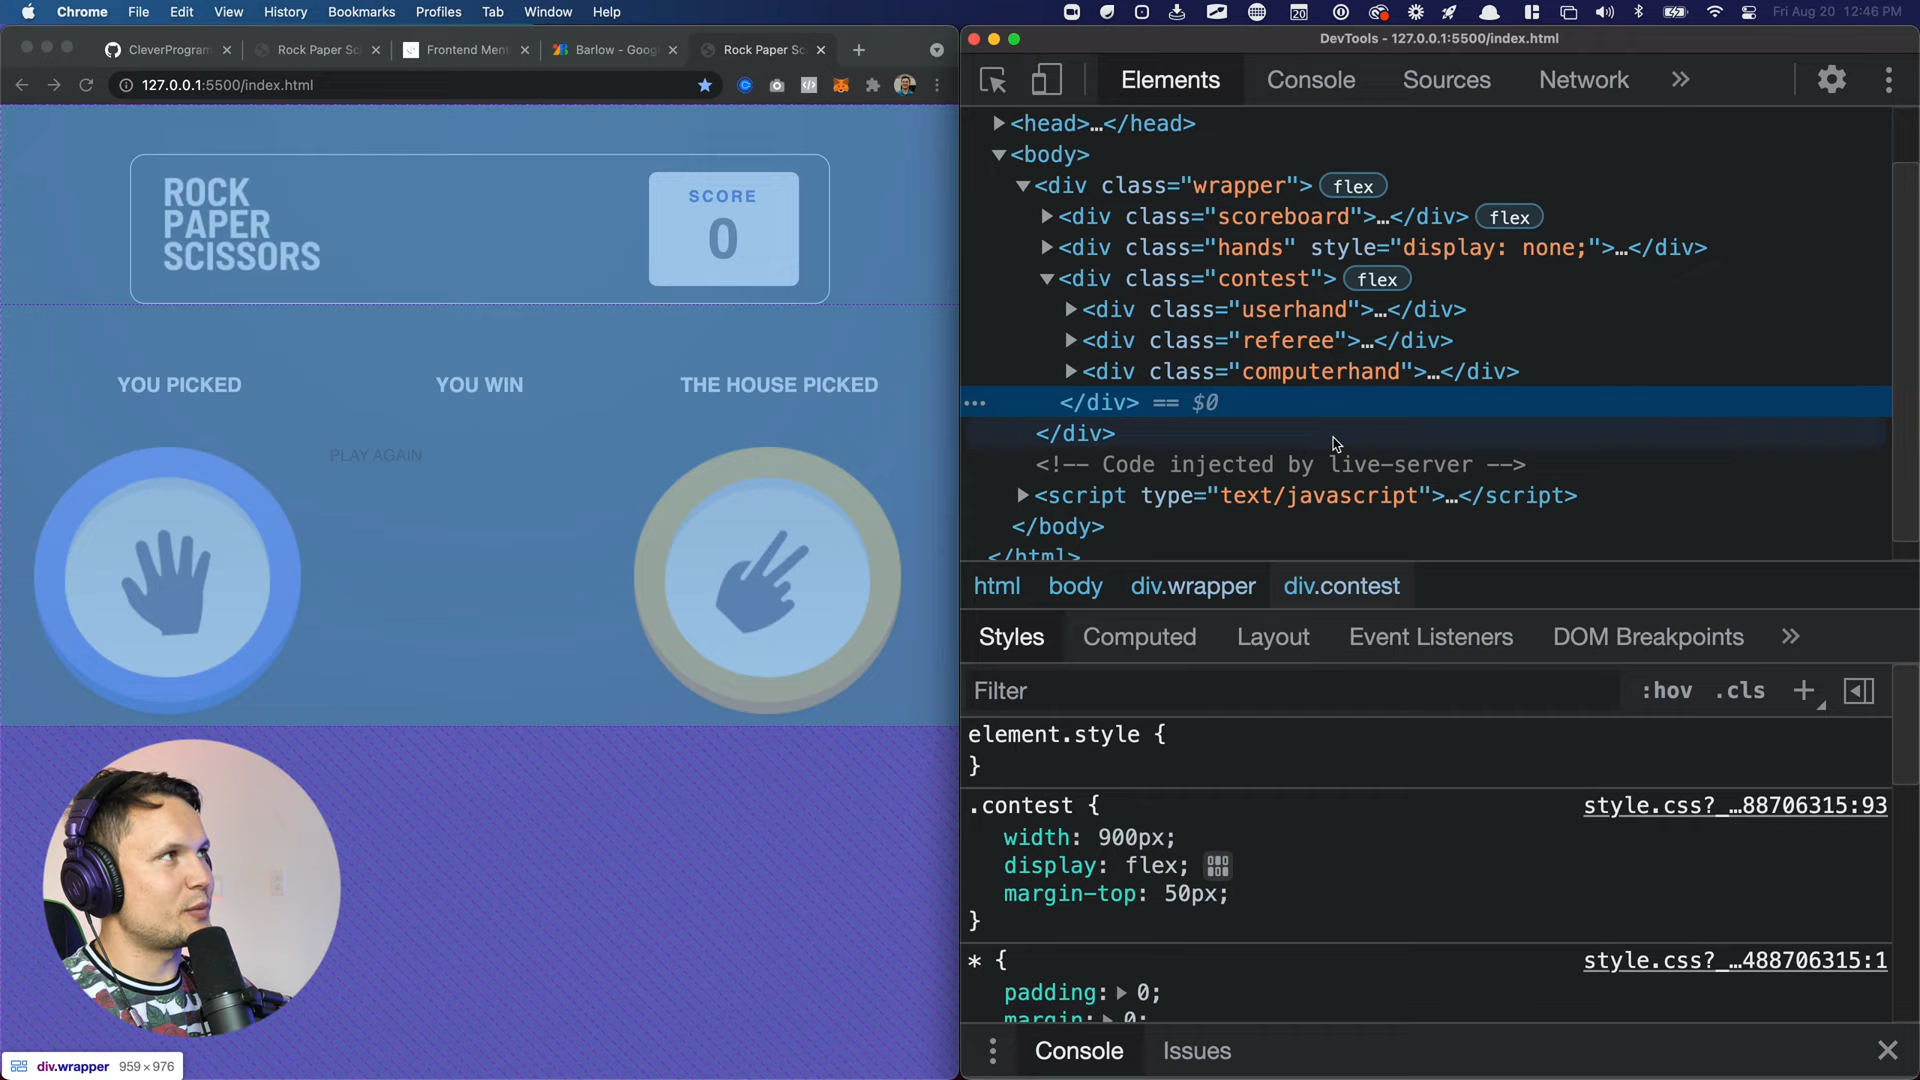 Chrome File Edit View History Bookmarks Profiles Tab Window Help
20
Fri Aug 20 12:46 PM
CleverProgram
Rock Paper Sci
Frontend Ment
Barlow - Googl
Rock Paper Sc
127.0.0.1:5500/index.html
DevTools - 127.0.0.1:5500/index.html
Elements Console Sources Network »
<head>…</head>
<body>
<div class="wrapper"> flex
<div class="scoreboard">…</div> flex
<div class="hands" style="display: none;">…</div>
<div class="contest"> flex
<div class="userhand">…</div>
<div class="referee">…</div>
<div class="computerhand">…</div>
</div> == $0
</div>
<!-- Code injected by live-server -->
<script type="text/javascript">…</script>
</body>
</html>
html body div.wrapper div.contest
Styles Computed Layout Event Listeners DOM Breakpoints »
Filter :hov .cls +
element.style {
}
.contest { style.css?_…88706315:93
width: 900px;
display: flex;
margin-top: 50px;
}
* { style.css?_…488706315:1
padding: 0;
margin: 0;
Console Issues
ROCK
PAPER
SCISSORS
SCORE
0
YOU PICKED YOU WIN THE HOUSE PICKED
PLAY AGAIN
div.wrapper 959×976